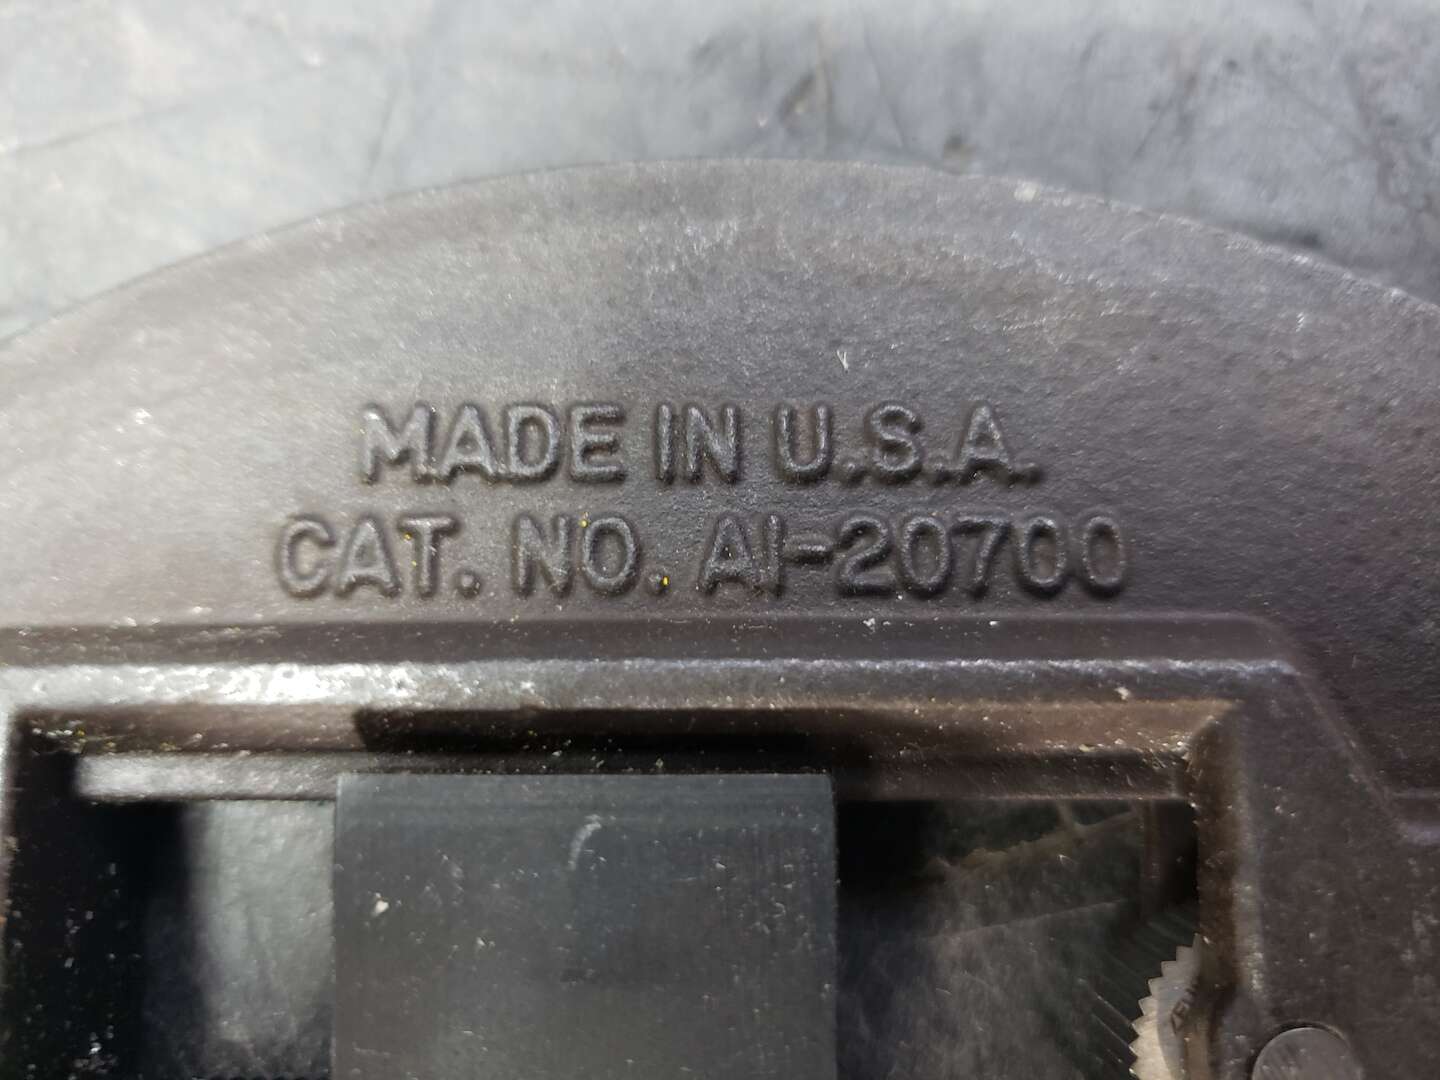 MADE IN U.S.A.
CAT. NO. AI-20700